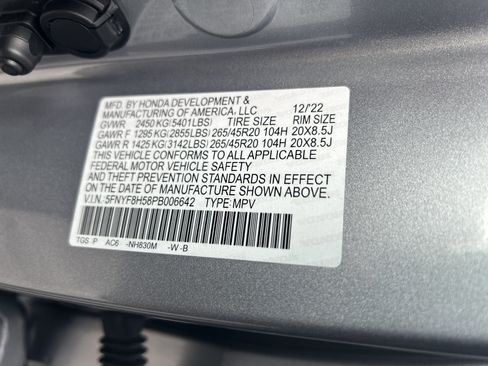 MFD. BY HONDA DEVELOPMENT &
MANUFACTURING OF AMERICA, LLC 12/'22
GVWR 2450 KG(5401LBS) TIRE SIZE RIM SIZE
GAWR F 1295 KG(2855LBS) 265/45R20 104H 20X8.5J
GAWR R 1425 KG(3142LBS) 265/45R20 104H 20X8.5J
THIS VEHICLE CONFORMS TO ALL APPLICABLE
FEDERAL MOTOR VEHICLE SAFETY
AND THEFT PREVENTION STANDARDS IN EFFECT
ON THE DATE OF MANUFACTURE SHOWN ABOVE.
V.I.N. 5FNYF8H58PB006642 TYPE:MPV
TGS :P AC6 -NH830M -W-B